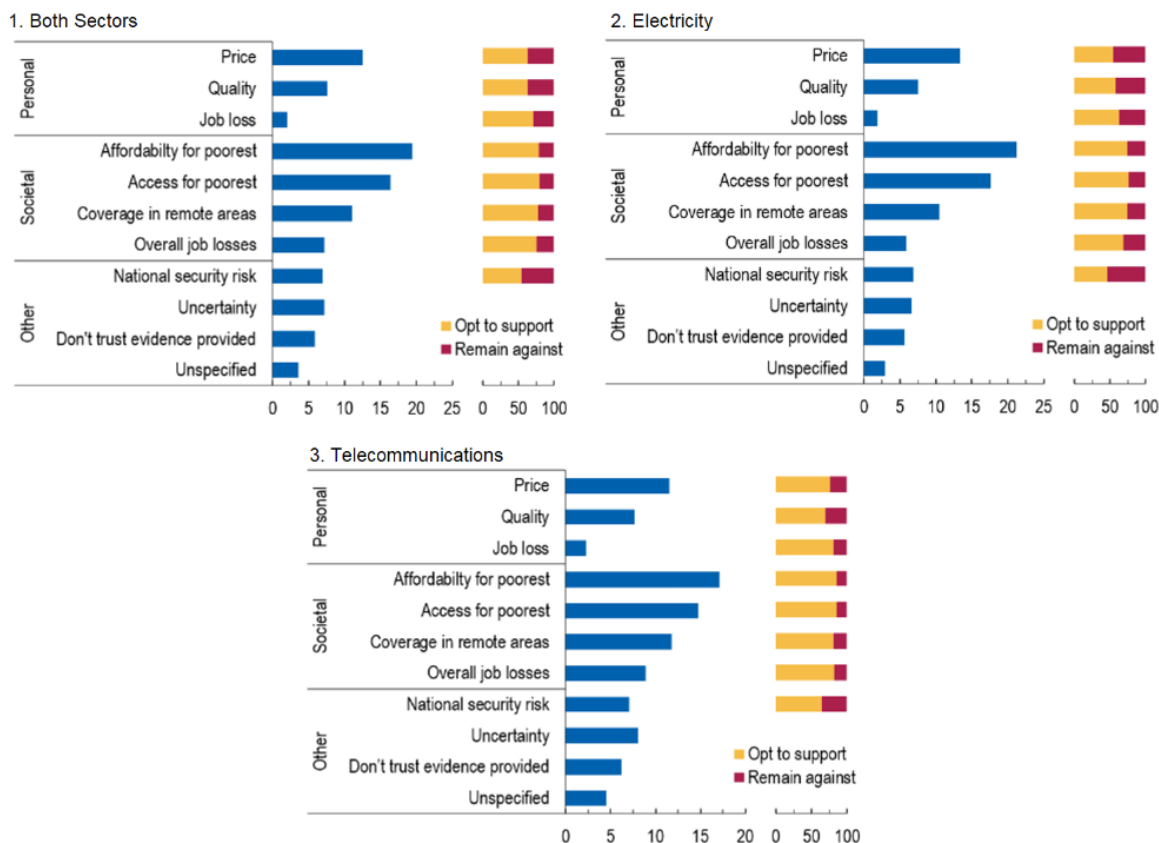 1. Both Sectors
Personal
Price
Quality
Job loss
Societal
Affordabilty for poorest
Access for poorest
Coverage in remote areas
Overall job losses
Other
National security risk
Uncertainty
Don't trust evidence provided
Unspecified
Opt to support
Remain against
0 5 10 15 20 25 0 50 100
2. Electricity
Personal
Price
Quality
Job loss
Societal
Affordabilty for poorest
Access for poorest
Coverage in remote areas
Overall job losses
Other
National security risk
Uncertainty
Don't trust evidence provided
Unspecified
Opt to support
Remain against
0 5 10 15 20 25 0 50 100
3. Telecommunications
Personal
Price
Quality
Job loss
Societal
Affordabilty for poorest
Access for poorest
Coverage in remote areas
Overall job losses
Other
National security risk
Uncertainty
Don't trust evidence provided
Unspecified
Opt to support
Remain against
0 5 10 15 20 0 50 100